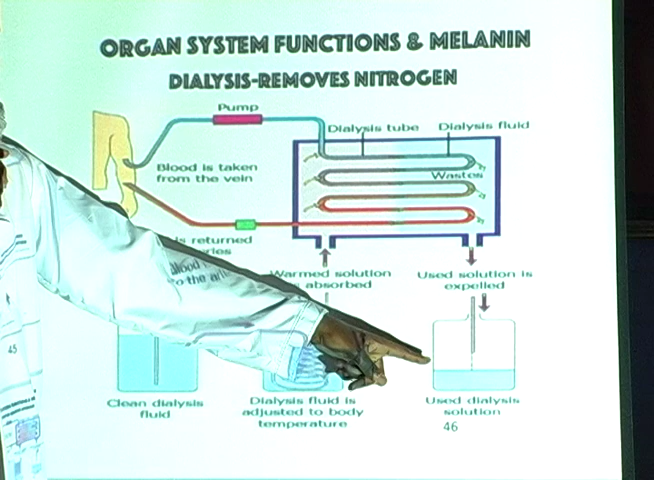 ORGAN SYSTEM FUNCTIONS & MELANIN
DIALYSIS-REMOVES NITROGEN
Pump
Dialysis tube
Dialysis fluid
Blood is taken
from the vein
Wastes
is returned
Blood
to the
Warmed solution
absorbed
Used solution is
expelled
Clean dialysis
fluid
Dialysis fluid is
adjusted to body
temperature
Used dialysis
solution
46
45